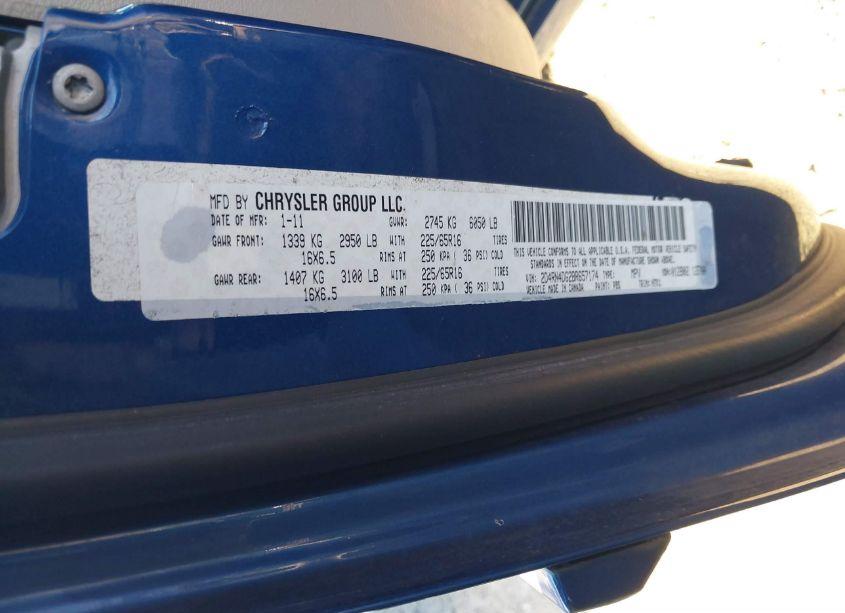 MFD BY CHRYSLER GROUP LLC.
DATE OF MFR: 1-11 GVWR: 2745 KG 6050 LB
GAWR FRONT: 1339 KG 2950 LB WITH 225/65R16 TIRES
16X6.5 RIMS AT 250 KPA ( 36 PSI) COLD
GAWR REAR: 1407 KG 3100 LB WITH 225/65R16 TIRES
16X6.5 RIMS AT 250 KPA ( 36 PSI) COLD
THIS VEHICLE CONFORMS TO ALL APPLICABLE U.S.A. FEDERAL MOTOR VEHICLE SAFETY
STANDARDS IN EFFECT ON THE DATE OF MANUFACTURE SHOWN ABOVE.
VIN: 2D4RN4DG2BR657174 TYPE: MPV MDH:
VEHICLE MADE IN CANADA PAINT: PBS TRIM: